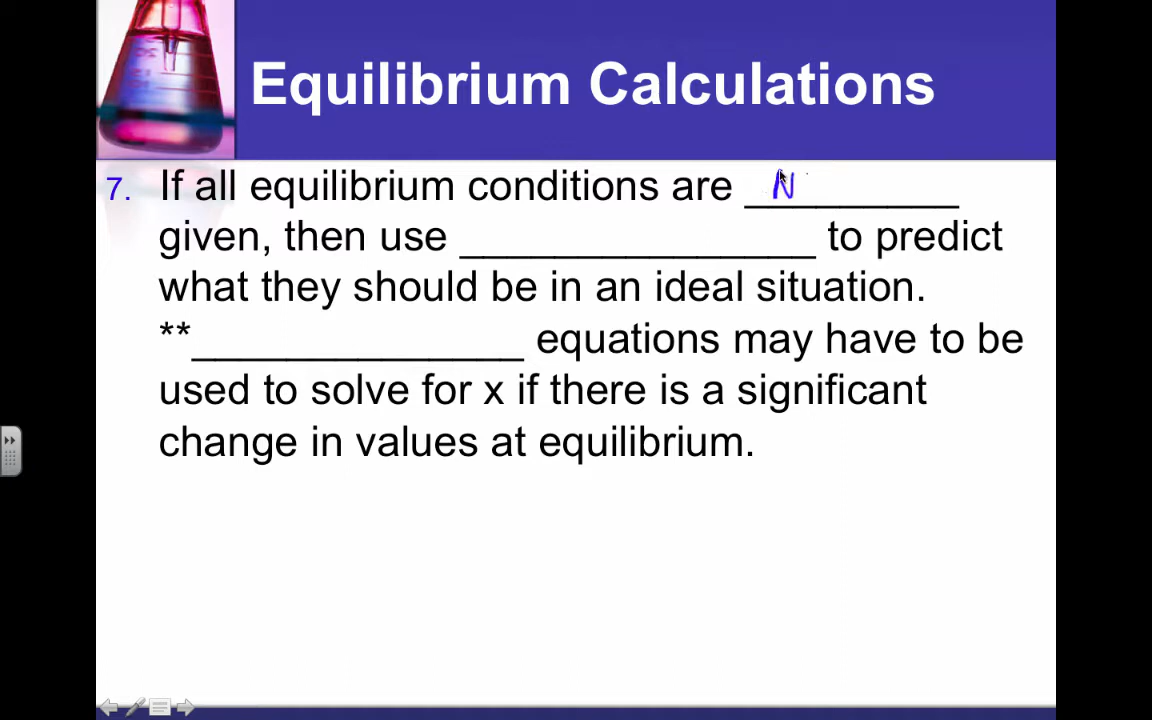 Equilibrium Calculations
7. If all equilibrium conditions are _N________
given, then use _______________ to predict
what they should be in an ideal situation.
**______________ equations may have to be
used to solve for x if there is a significant
change in values at equilibrium.